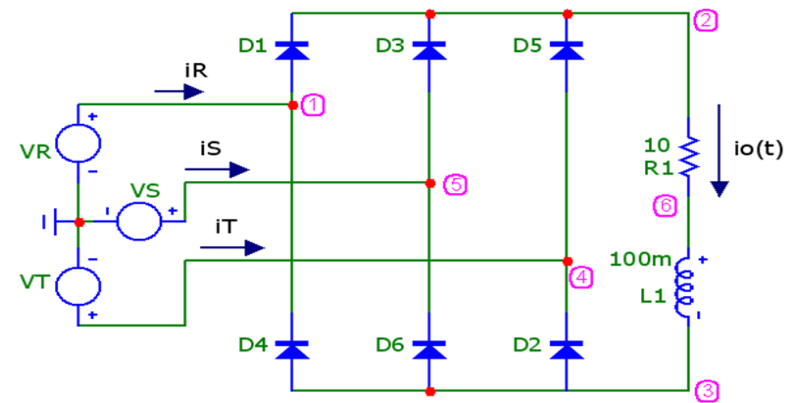 2
D1
D3
D5
iR
1
VR
+
-
10
R1
io(t)
iS
VS
5
-
+
6
iT
-
VT
+
4
100m
L1
+
-
D4
D6
D2
3